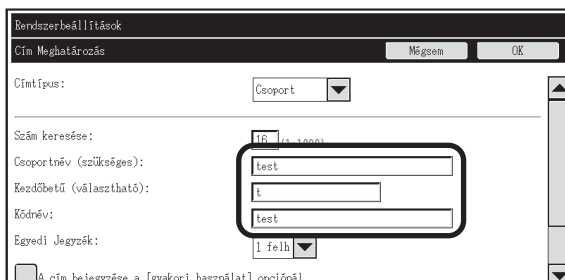 Rendszerbeállítások
Cím Meghatározás Mégsem OK
Címtípus: Csoport
Szám keresése: 16 (1-1000)
Csoportnév (szükséges): test
Kezdőbetű (választható): t
Kódnév: test
Egyedi Jegyzék: 1 felh
A cím bejegyzése a [gyakori használat] opciónál